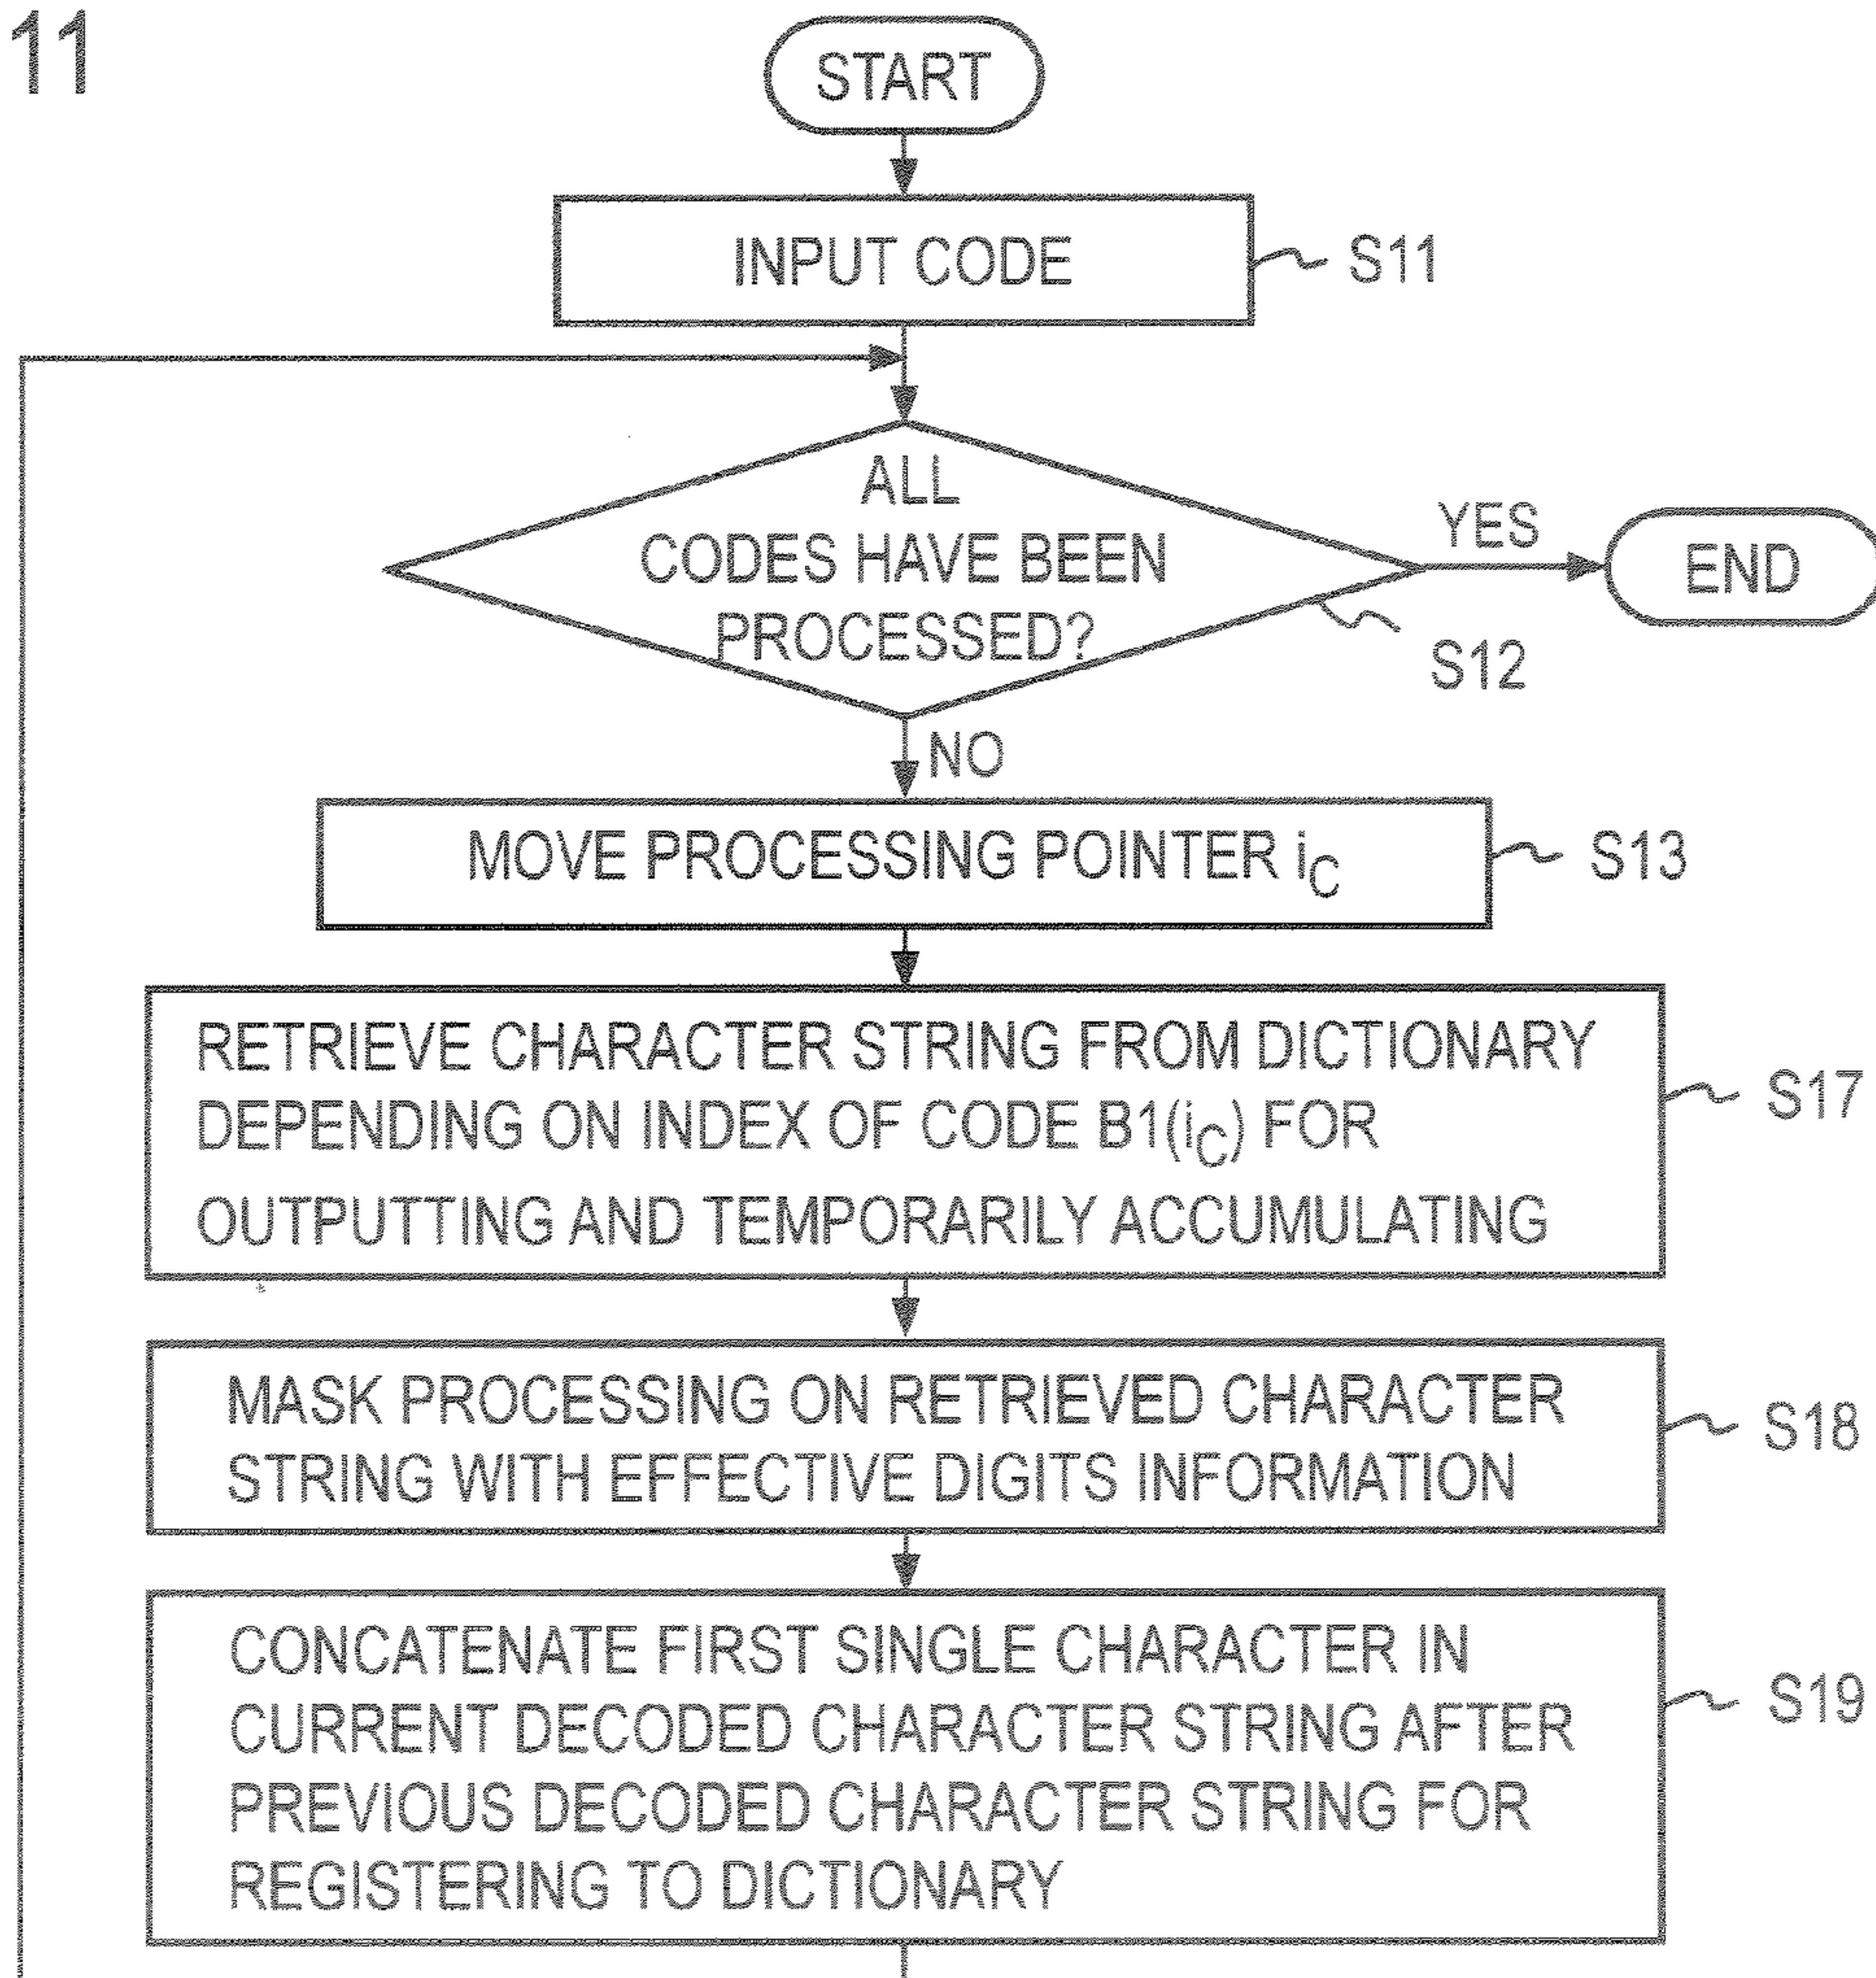 11
START
INPUT CODE
S11
ALL
CODES HAVE BEEN
PROCESSED?
YES
END
S12
NO
MOVE PROCESSING POINTER iC
S13
RETRIEVE CHARACTER STRING FROM DICTIONARY
DEPENDING ON INDEX OF CODE B1(iC) FOR
OUTPUTTING AND TEMPORARILY ACCUMULATING
S17
MASK PROCESSING ON RETRIEVED CHARACTER
STRING WITH EFFECTIVE DIGITS INFORMATION
S18
CONCATENATE FIRST SINGLE CHARACTER IN
CURRENT DECODED CHARACTER STRING AFTER
PREVIOUS DECODED CHARACTER STRING FOR
REGISTERING TO DICTIONARY
S19